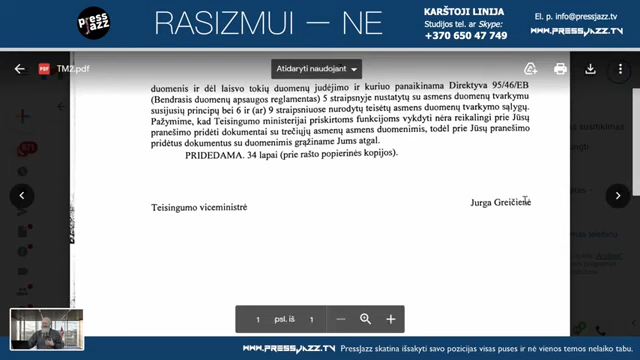 press
jazz
RASIZMUI — NE
KARŠTOJI LINIJA
Studijos tel. ar Skype:
+370 650 47 749
El. p. info@pressjazz.tv
WWW.PRESSJAZZ.TV
PDF
TM2.pdf
Atidaryti naudojant
duomenis ir dėl laisvo tokių duomenų judėjimo ir kuriuo panaikinama Direktyva 95/46/EB
(Bendrasis duomenų apsaugos reglamentas) 5 straipsnyje nustatytų su asmens duomenų tvarkymu
susijusių principų bei 6 ir (ar) 9 straipsniuose nurodytų teisėtų asmens duomenų tvarkymo sąlygų.
Pažymime, kad Teisingumo ministerijai priskirtoms funkcijoms vykdyti nėra reikalingi prie Jūsų
pranešimo pridėti dokumentai su trečiųjų asmenų asmens duomenimis, todėl prie Jūsų pranešimo
pridėtus dokumentus su duomenimis grąžiname Jums atgal.
PRIDEDAMA. 34 lapai (prie rašto popierinės kopijos).
Teisingumo viceministrė
Jurga Greičienė
1 psl. iš 1
WWW.PRESSJAZZ.TV
PressJazz skatina išsakyti savo pozicijas visas puses ir nė vienos temos nelaiko tabu.